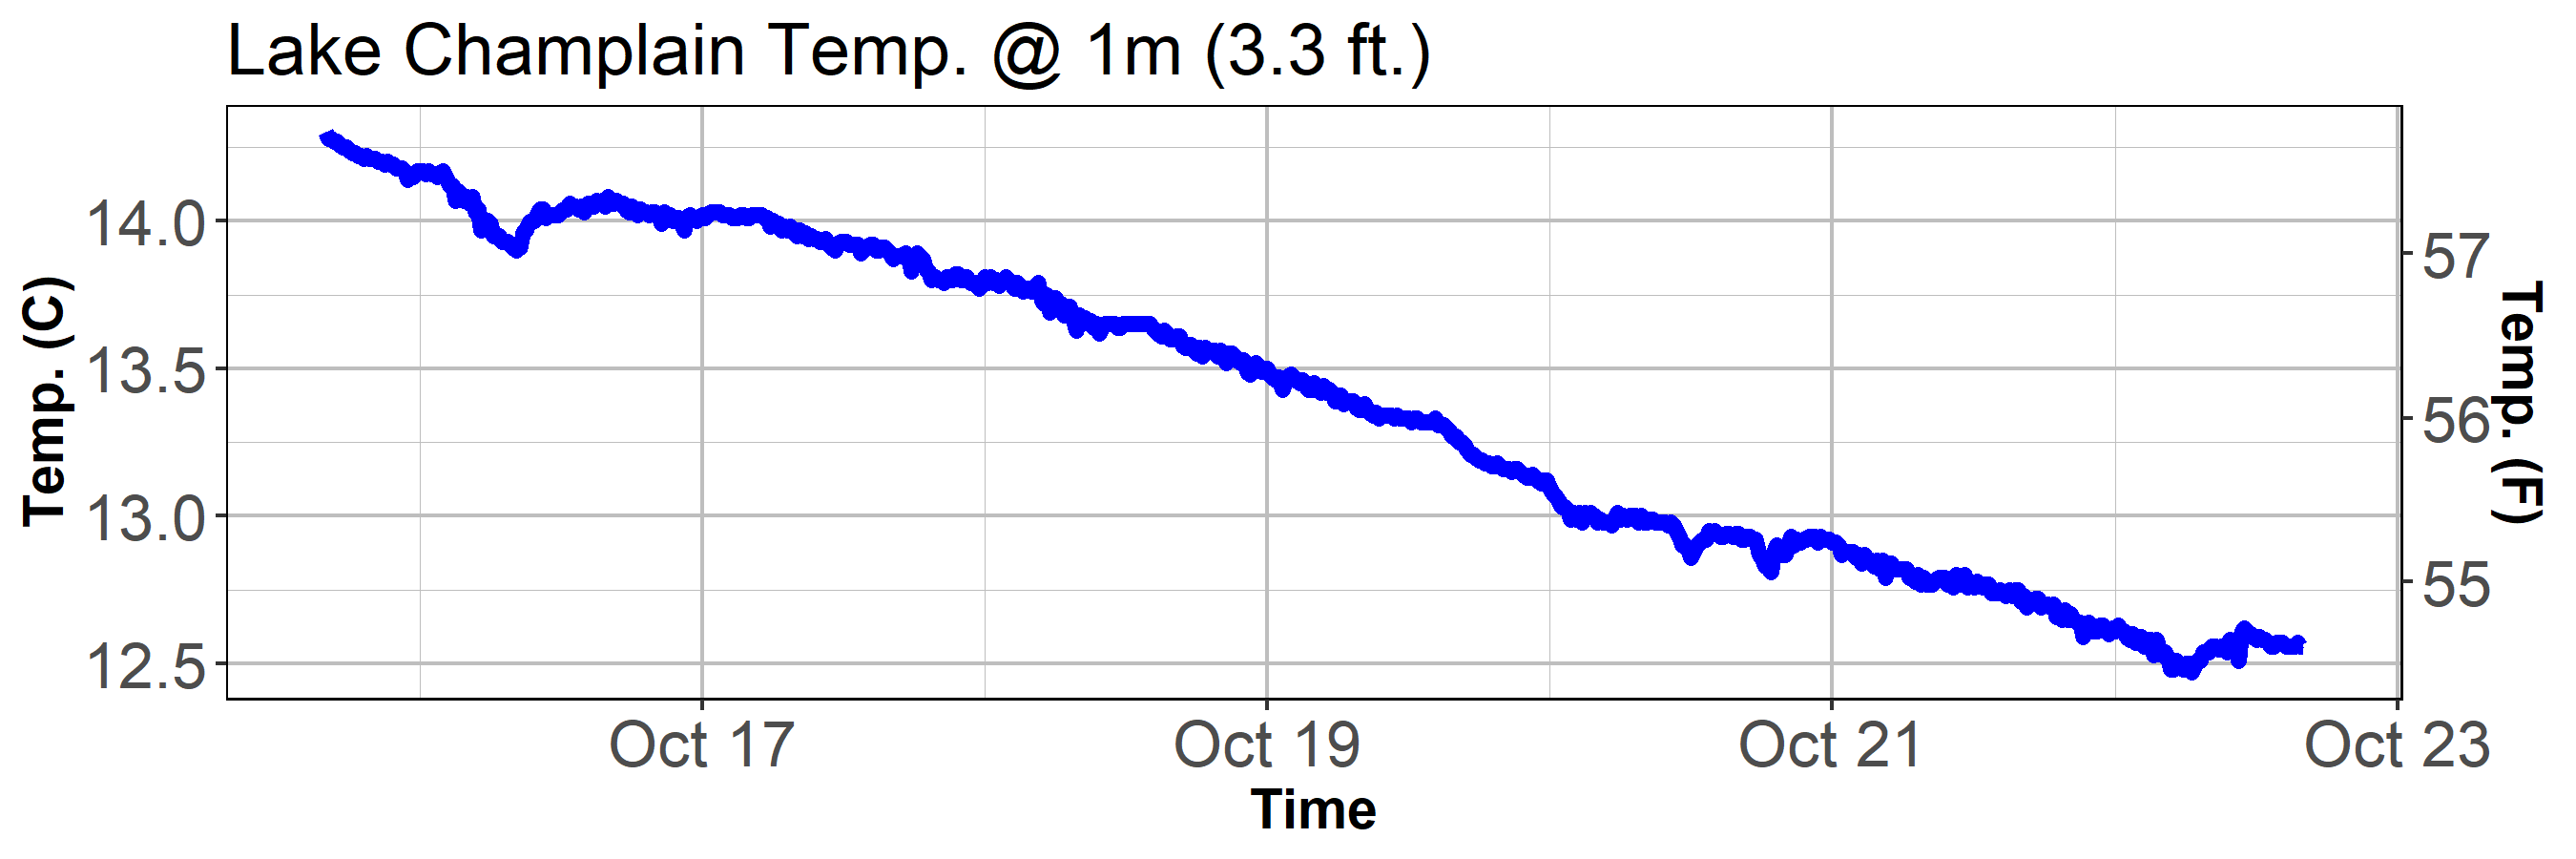 Lake Champlain Temp. @ 1m (3.3 ft.)
Temp. (C)
14.0
13.5
13.0
12.5
57
56
55
Temp. (F)
Oct 17
Oct 19
Oct 21
Oct 23
Time